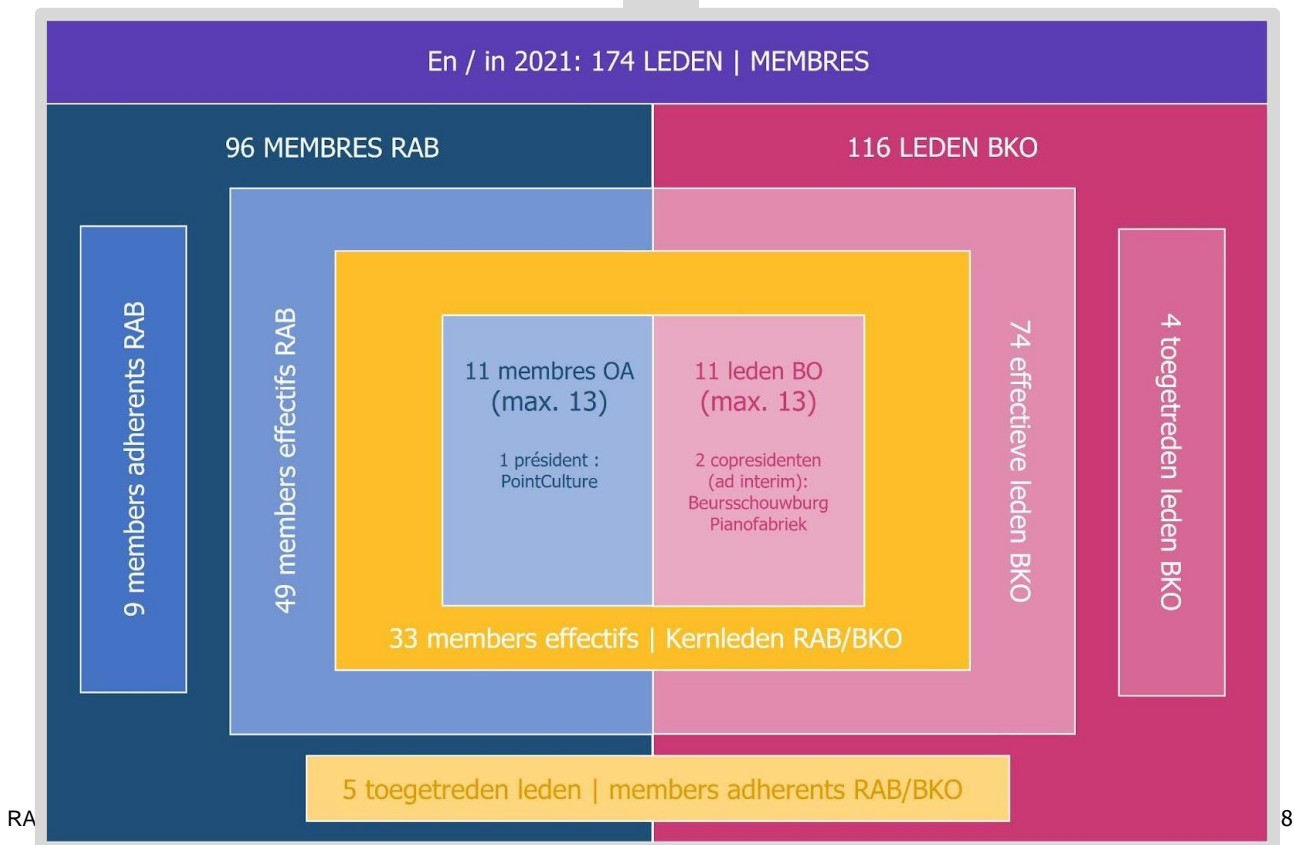 En / in 2021: 174 LEDEN | MEMBRES
96 MEMBRES RAB
116 LEDEN BKO
9 members adherents RAB
49 members effectifs RAB
11 membres OA
(max. 13)
1 président :
PointCulture
11 leden BO
(max. 13)
2 copresidenten
(ad interim):
Beursschouwburg
Pianofabriek
74 effectieve leden BKO
4 toegetreden leden BKO
33 members effectifs | Kernleden RAB/BKO
5 toegetreden leden | members adherents RAB/BKO
RA
8